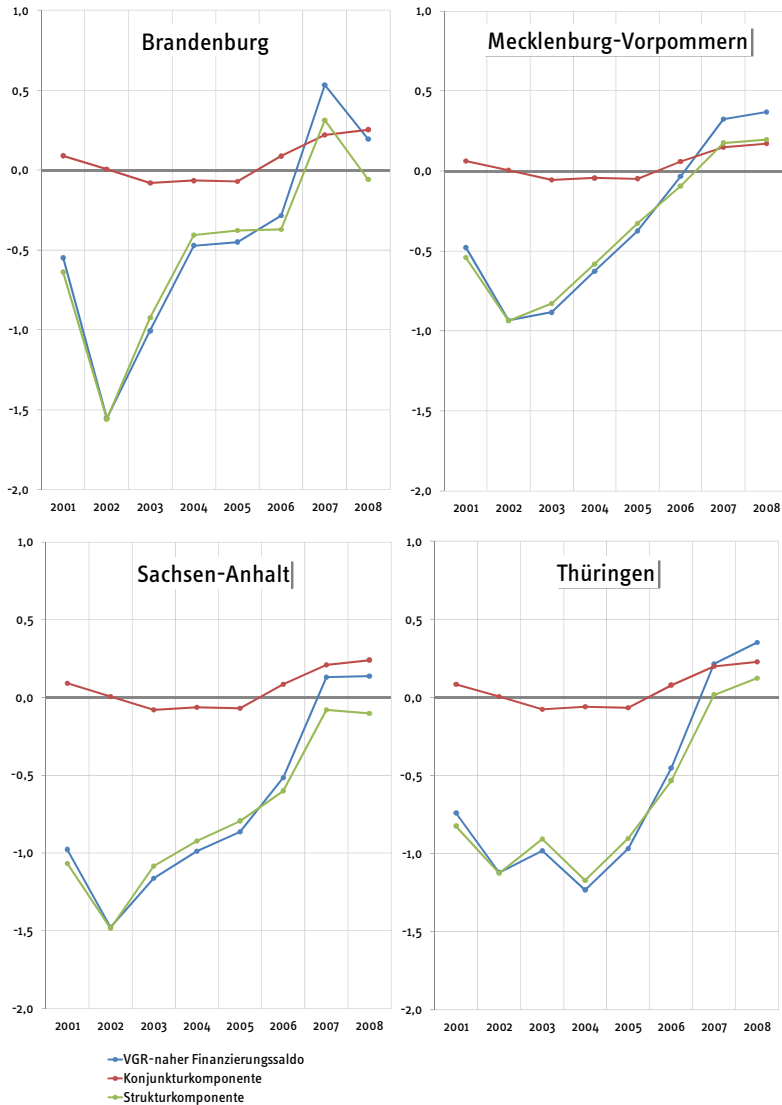 Brandenburg
1,0
0,5
0,0
-0,5
-1,0
-1,5
-2,0
2001 2002 2003 2004 2005 2006 2007 2008
Mecklenburg-Vorpommern
1,0
0,5
0,0
-0,5
-1,0
-1,5
-2,0
2001 2002 2003 2004 2005 2006 2007 2008
Sachsen-Anhalt
1,0
0,5
0,0
-0,5
-1,0
-1,5
-2,0
2001 2002 2003 2004 2005 2006 2007 2008
Thüringen
1,0
0,5
0,0
-0,5
-1,0
-1,5
-2,0
2001 2002 2003 2004 2005 2006 2007 2008
VGR-naher Finanzierungssaldo
Konjunkturkomponente
Strukturkomponente